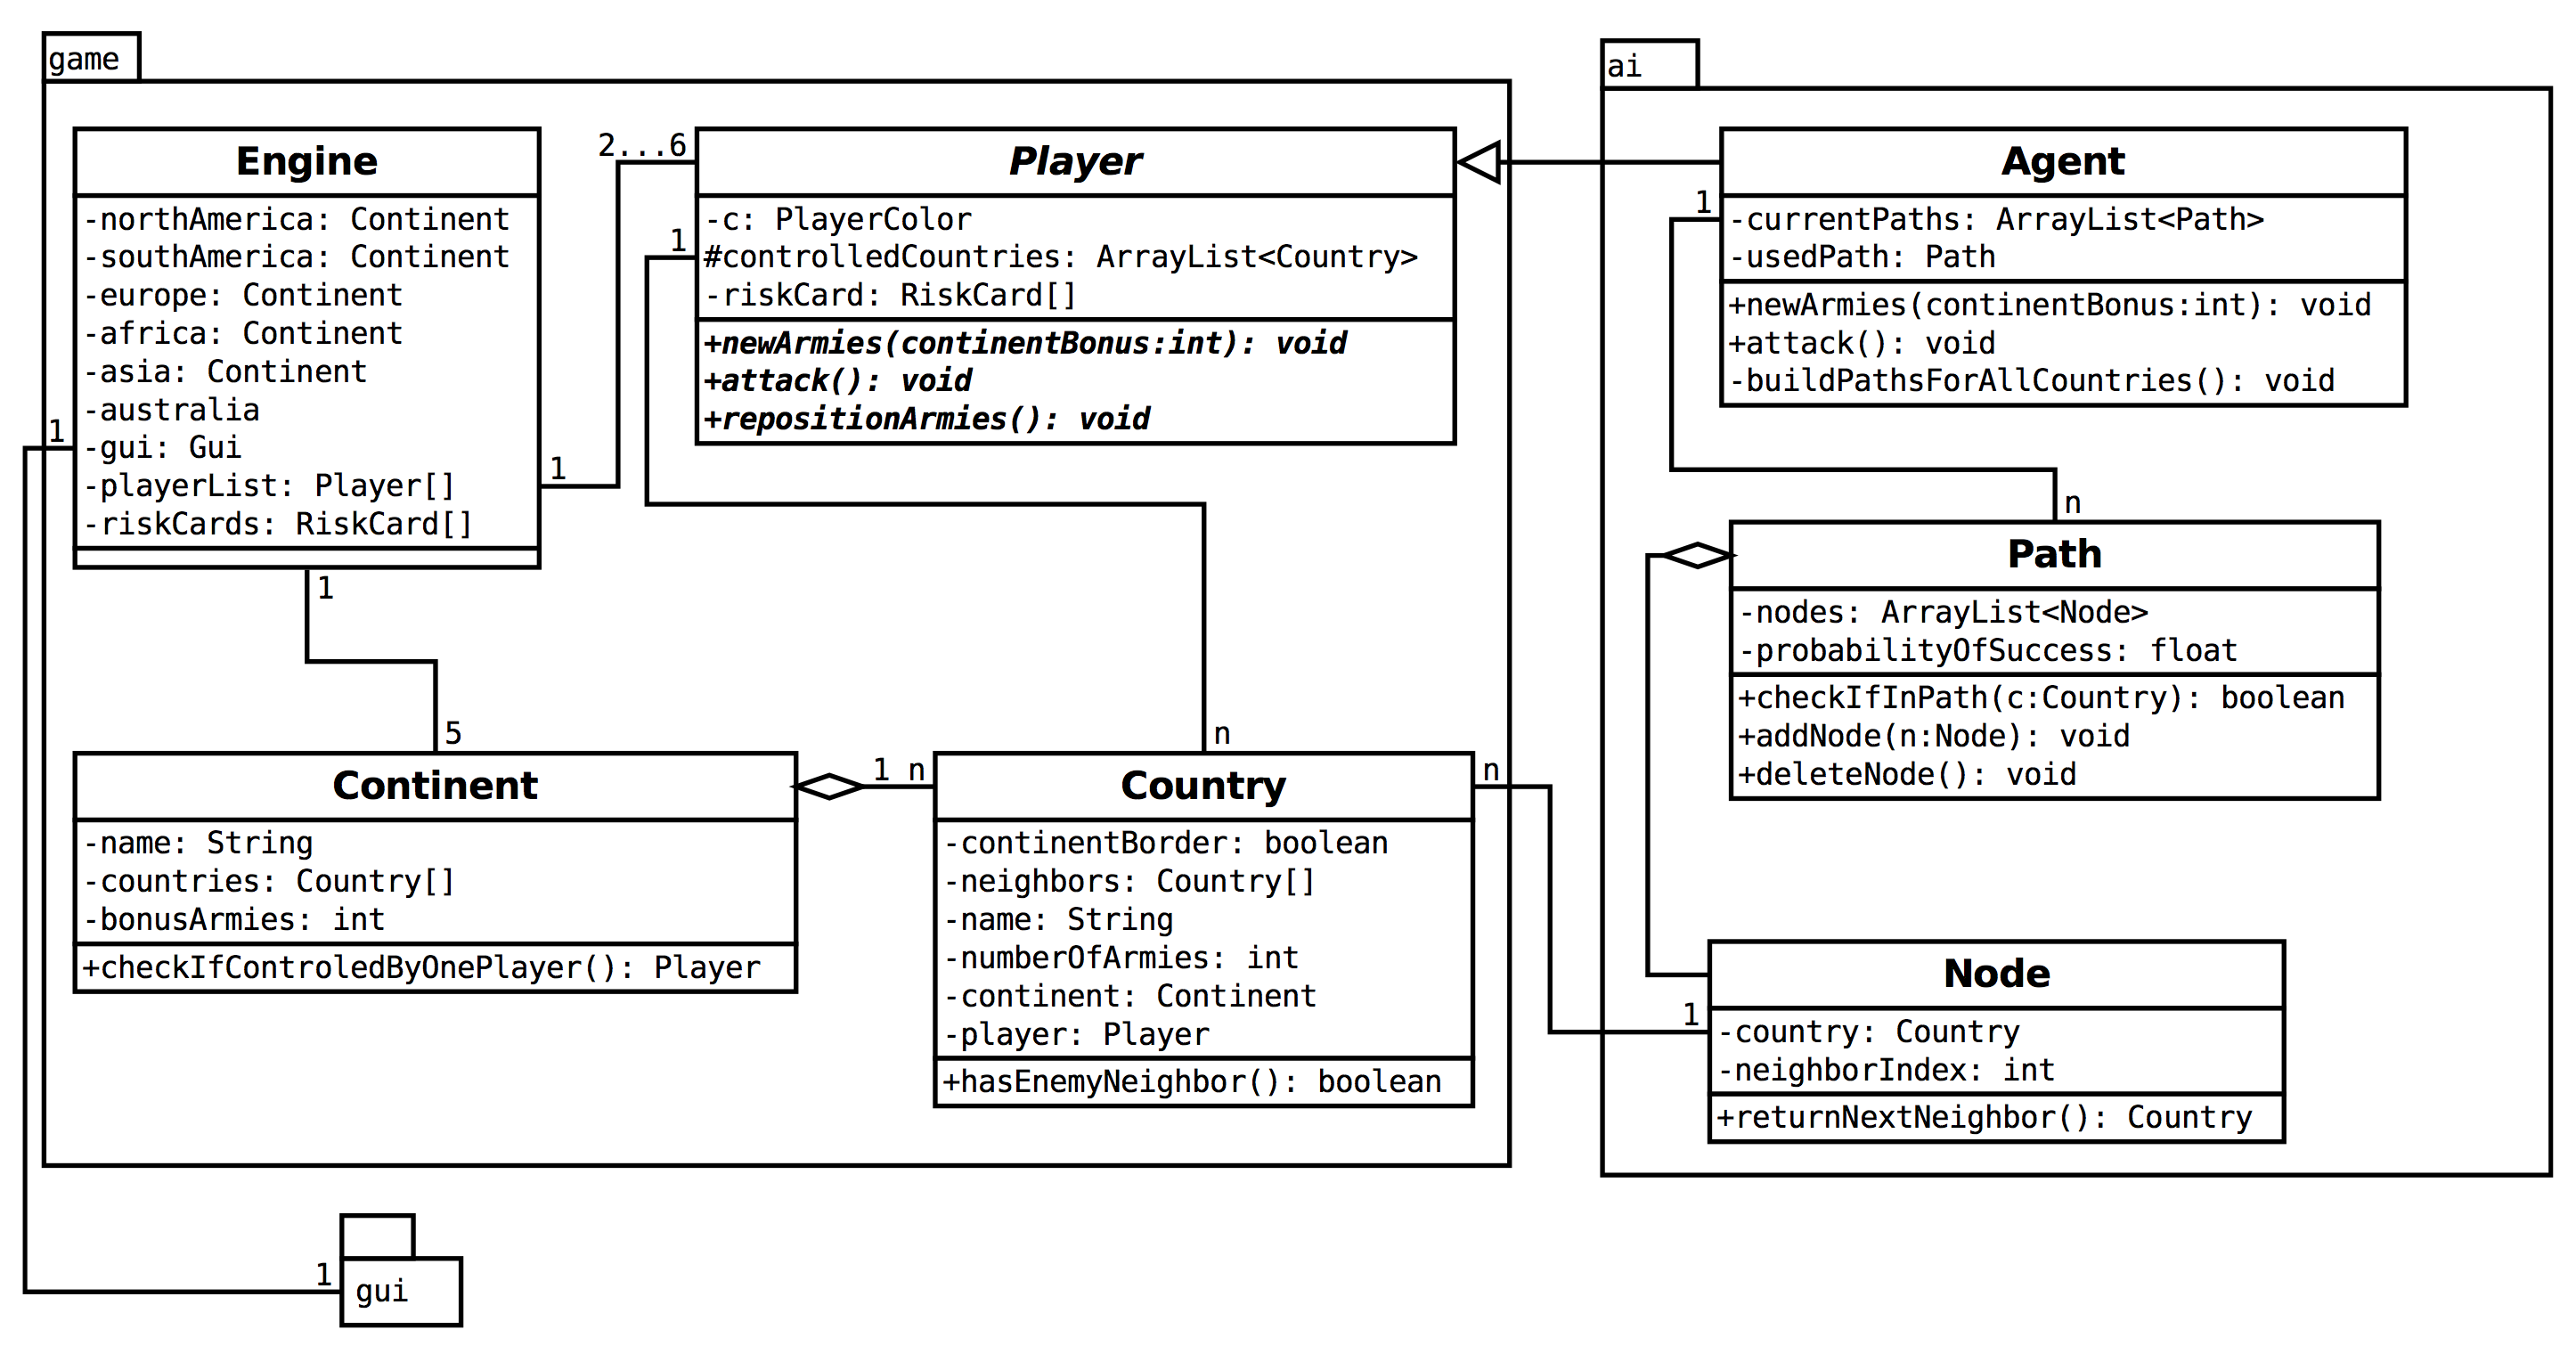 game
Engine
-northAmerica: Continent
-southAmerica: Continent
-europe: Continent
-africa: Continent
-asia: Continent
-australia
-gui: Gui
-playerList: Player[]
-riskCards: RiskCard[]
1
1
1
2...6
1
Player
-c: PlayerColor
#controlledCountries: ArrayList<Country>
-riskCard: RiskCard[]
+newArmies(continentBonus:int): void
+attack(): void
+repositionArmies(): void
5
Continent
-name: String
-countries: Country[]
-bonusArmies: int
+checkIfControledByOnePlayer(): Player
1 n
n
n
Country
-continentBorder: boolean
-neighbors: Country[]
-name: String
-numberOfArmies: int
-continent: Continent
-player: Player
+hasEnemyNeighbor(): boolean
ai
1
Agent
-currentPaths: ArrayList<Path>
-usedPath: Path
+newArmies(continentBonus:int): void
+attack(): void
-buildPathsForAllCountries(): void
n
Path
-nodes: ArrayList<Node>
-probabilityOfSuccess: float
+checkIfInPath(c:Country): boolean
+addNode(n:Node): void
+deleteNode(): void
Node
1
-country: Country
-neighborIndex: int
+returnNextNeighbor(): Country
1
gui